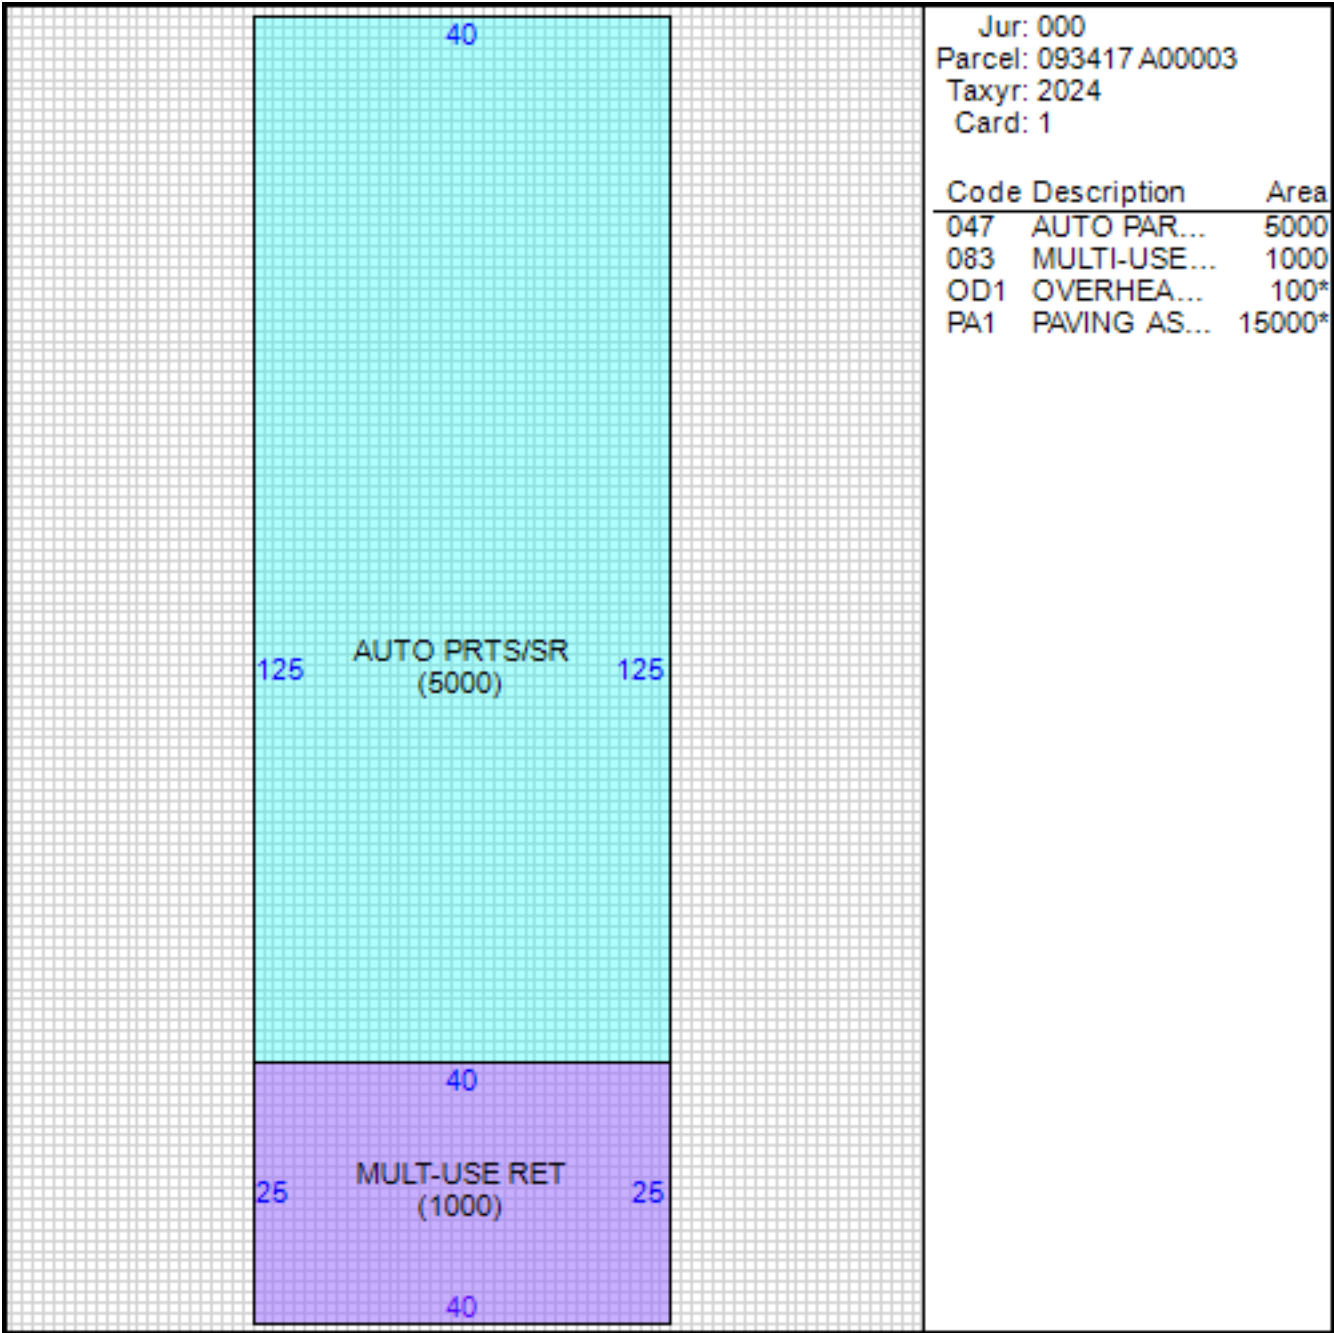 40
AUTO PRTS/SR
(5000)
125
125
40
MULT-USE RET
(1000)
25
25
40
Jur: 000
Parcel: 093417 A00003
Taxyr: 2024
Card: 1
Code Description Area
047 AUTO PAR... 5000
083 MULTI-USE... 1000
OD1 OVERHEA... 100*
PA1 PAVING AS... 15000*